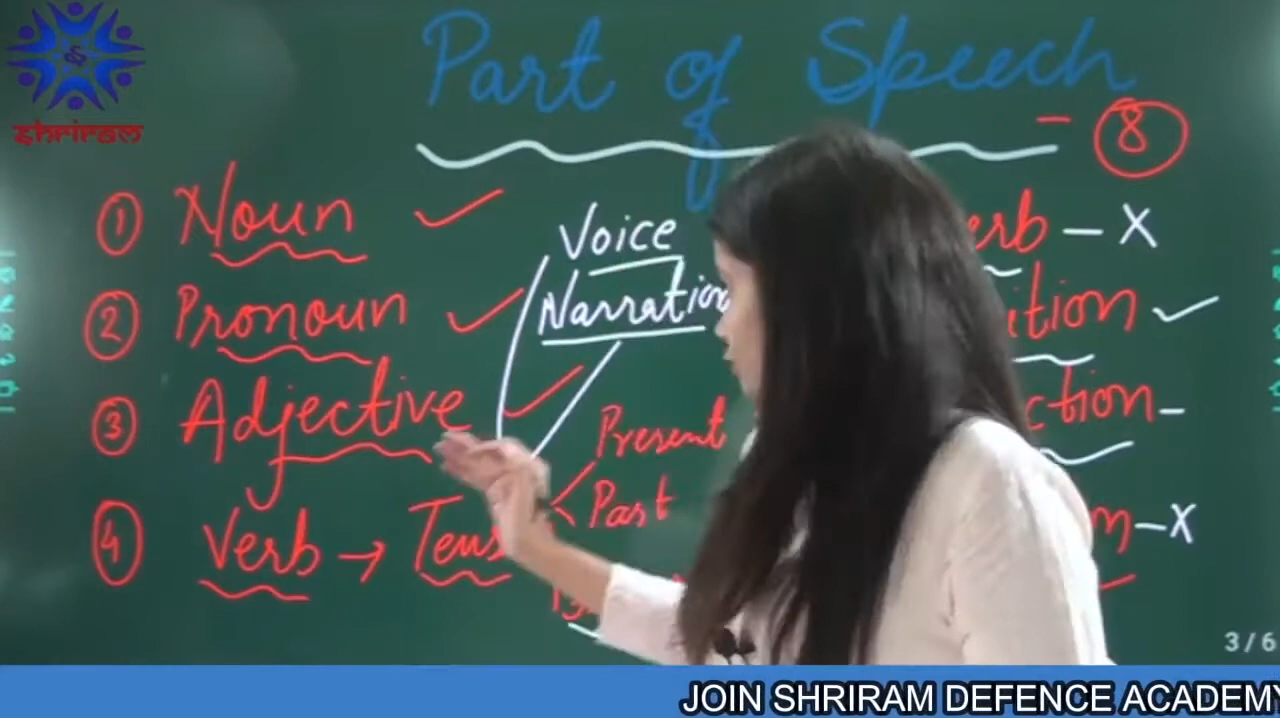 Part of Speech
SHRIRAM
- 8
1 Noun ✓
Voice
erb - X
2 Pronoun ✓
Narration
ition ✓
3 Adjective ✓
ction -
Present
4 Verb → Tens
Past
m - X
3/6
JOIN SHRIRAM DEFENCE ACADEMY